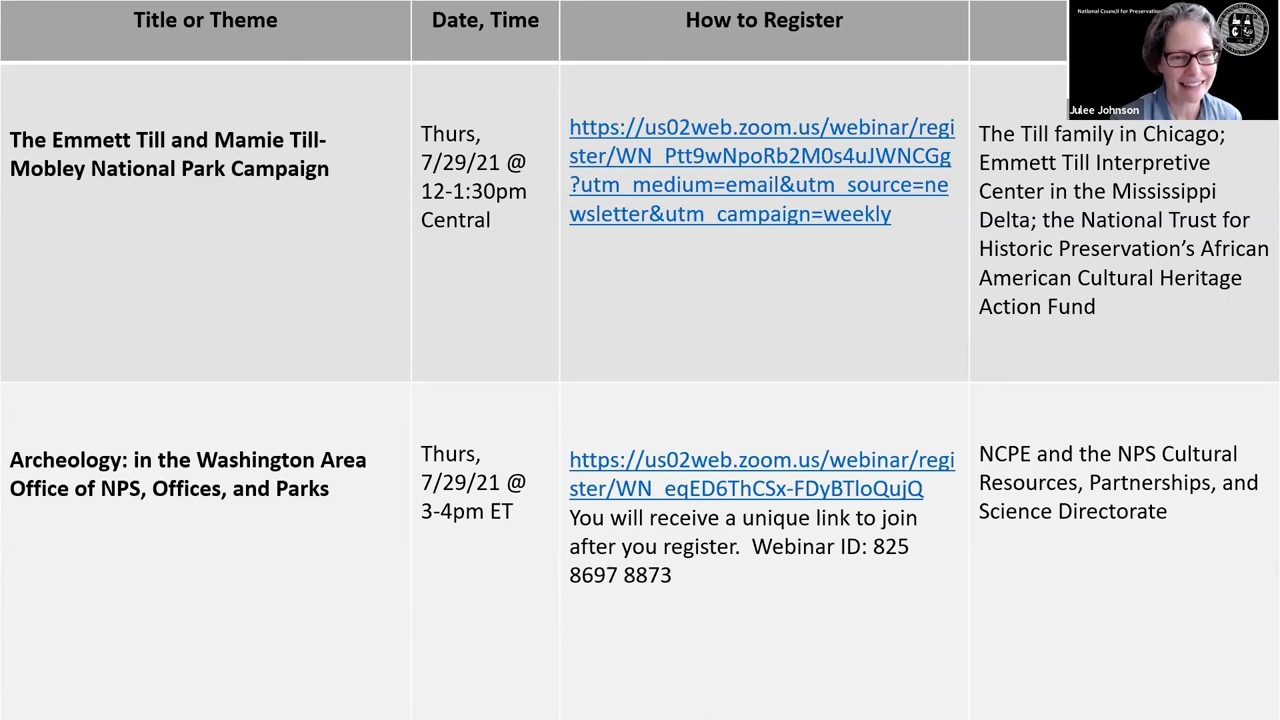 Title or Theme
Date, Time
How to Register
National Council for Preservation
Julee Johnson
The Emmett Till and Mamie Till-
Mobley National Park Campaign
Thurs,
7/29/21 @
12-1:30pm
Central
https://us02web.zoom.us/webinar/regi
ster/WN_Ptt9wNpoRb2M0s4uJWNCGg
?utm_medium=email&utm_source=ne
wsletter&utm_campaign=weekly
The Till family in Chicago;
Emmett Till Interpretive
Center in the Mississippi
Delta; the National Trust for
Historic Preservation’s African
American Cultural Heritage
Action Fund
Archeology: in the Washington Area
Office of NPS, Offices, and Parks
Thurs,
7/29/21 @
3-4pm ET
https://us02web.zoom.us/webinar/regi
ster/WN_eqED6ThCSx-FDyBTloQujQ
You will receive a unique link to join
after you register.  Webinar ID: 825
8697 8873
NCPE and the NPS Cultural
Resources, Partnerships, and
Science Directorate